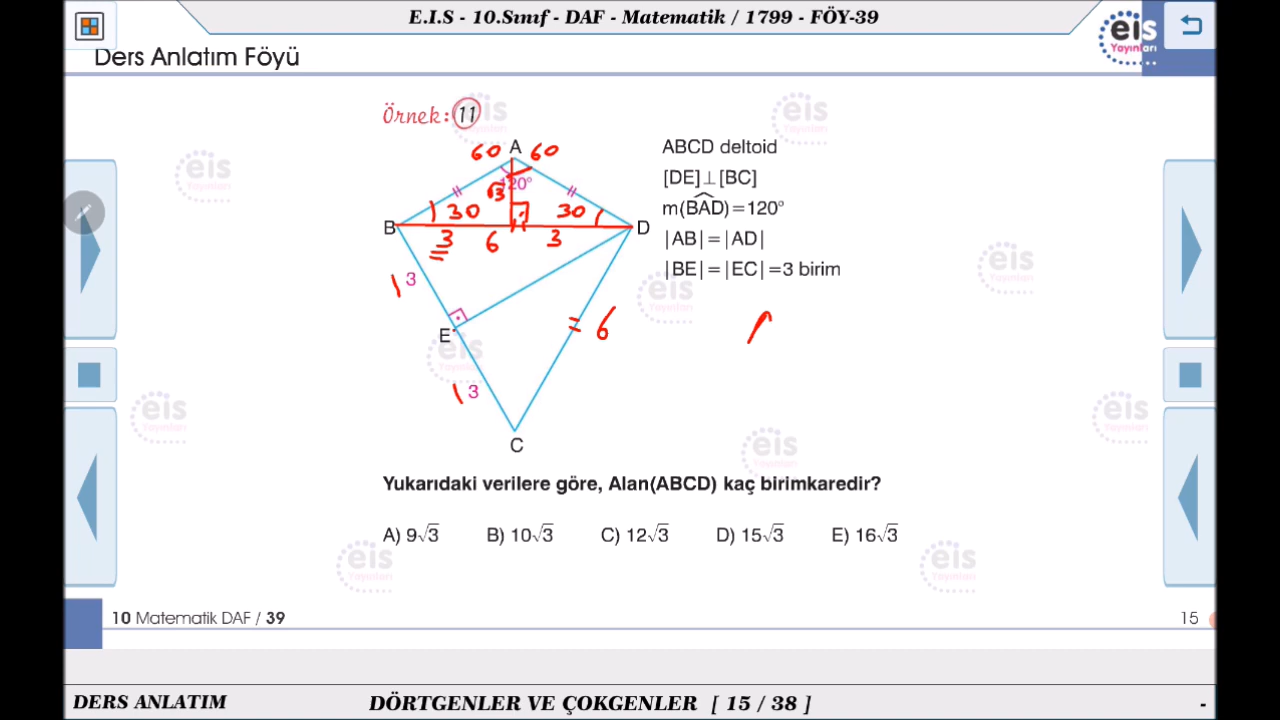 E.I.S - 10.Sınıf - DAF - Matematik / 1799 - FÖY-39
eis
Yayınları
Ders Anlatım Föyü
Örnek: 11
60 A 60
√3 120°
30 30
B D
3 6 3
3
E
= 6
3
C
ABCD deltoid
[DE]⊥[BC]
m(BAD)=120°
|AB|=|AD|
|BE|=|EC|=3 birim
Yukarıdaki verilere göre, Alan(ABCD) kaç birimkaredir?
A) 9√3 B) 10√3 C) 12√3 D) 15√3 E) 16√3
10 Matematik DAF / 39
15
DERS ANLATIM DÖRTGENLER VE ÇOKGENLER [ 15 / 38 ] -